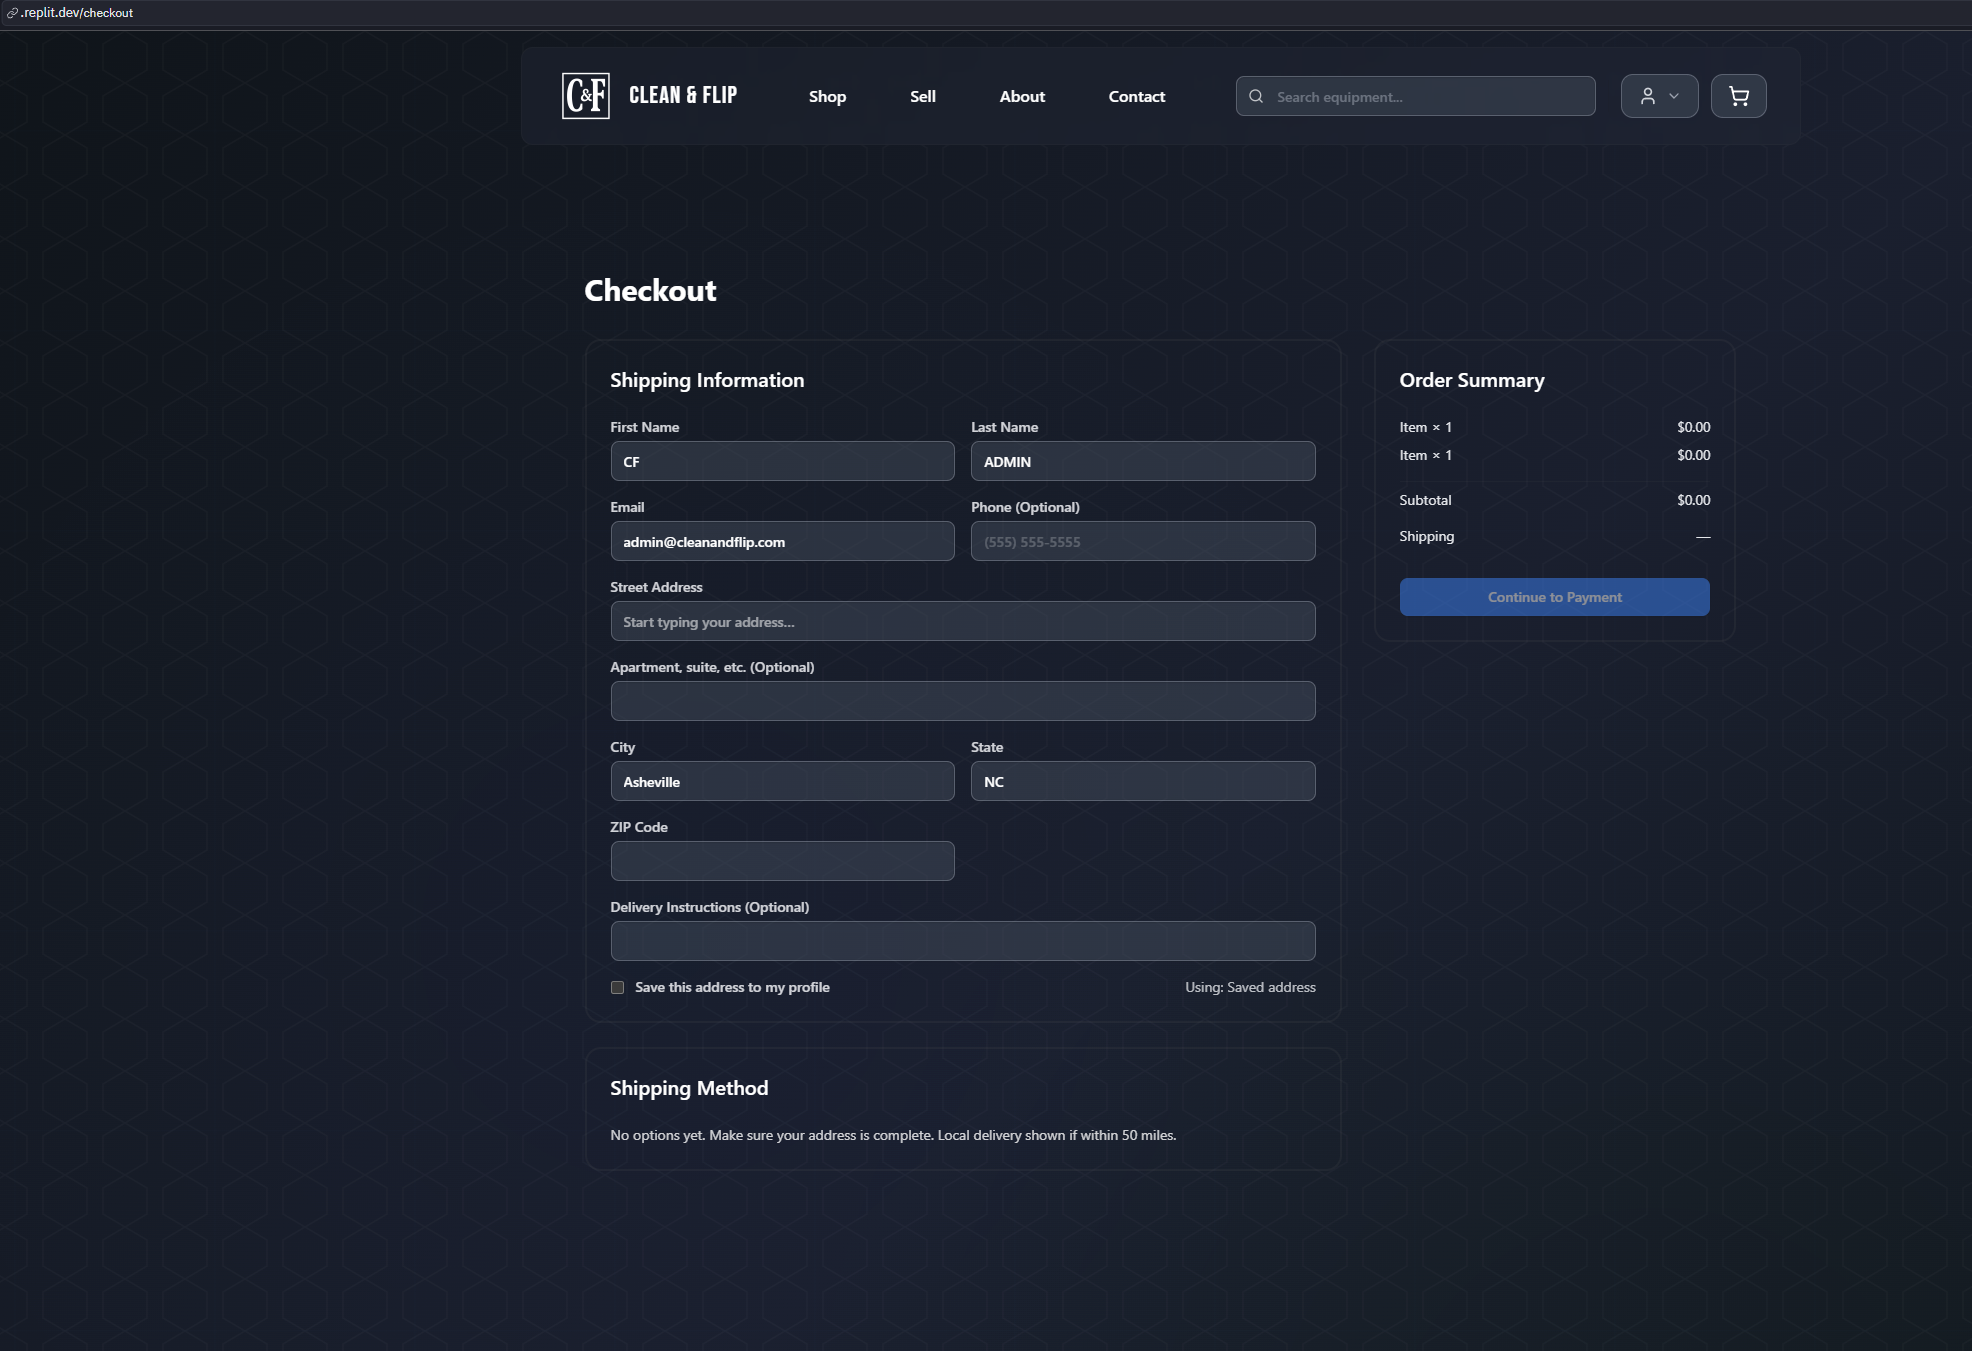 .replit.dev/checkout
C&F
CLEAN & FLIP
Shop
Sell
About
Contact
Search equipment...
Checkout
Shipping Information
First Name
Last Name
CF
ADMIN
Email
Phone (Optional)
admin@cleanandflip.com
(555) 555-5555
Street Address
Start typing your address...
Apartment, suite, etc. (Optional)
City
State
Asheville
NC
ZIP Code
Delivery Instructions (Optional)
Save this address to my profile
Using: Saved address
Shipping Method
No options yet. Make sure your address is complete. Local delivery shown if within 50 miles.
Order Summary
Item × 1 $0.00
Item × 1 $0.00
Subtotal $0.00
Shipping —
Continue to Payment